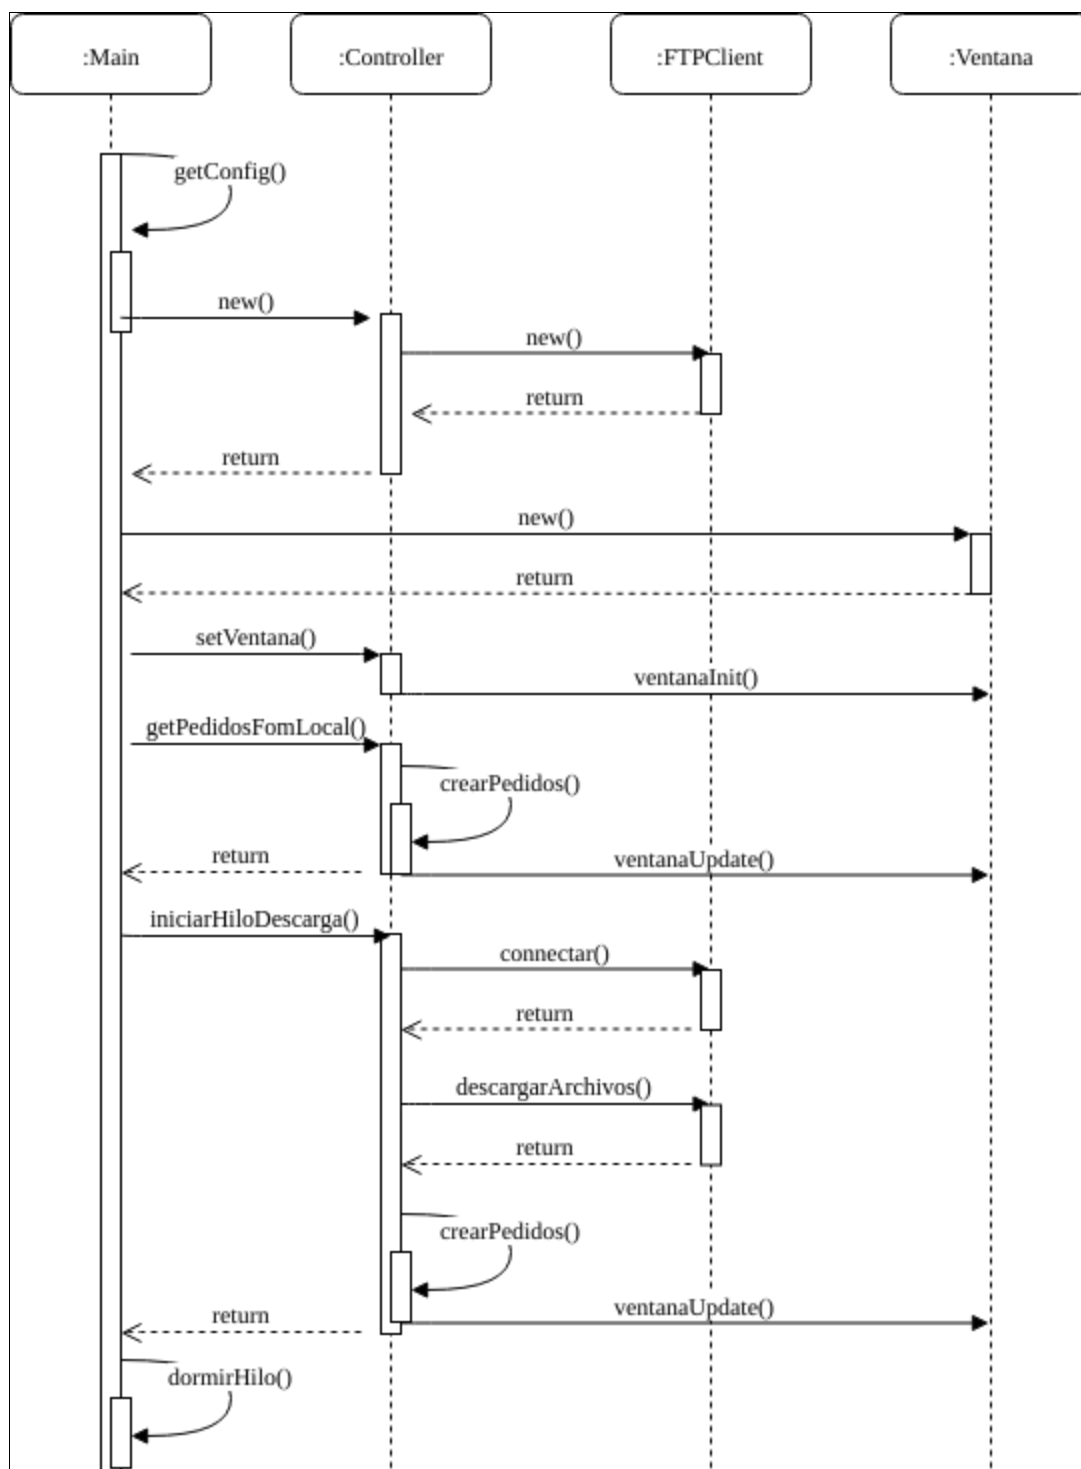 :Main
:Controller
:FTPClient
:Ventana
getConfig()
new()
new()
return
return
new()
return
setVentana()
ventanaInit()
getPedidosFomLocal()
crearPedidos()
return
ventanaUpdate()
iniciarHiloDescarga()
connectar()
return
descargarArchivos()
return
crearPedidos()
ventanaUpdate()
return
dormirHilo()